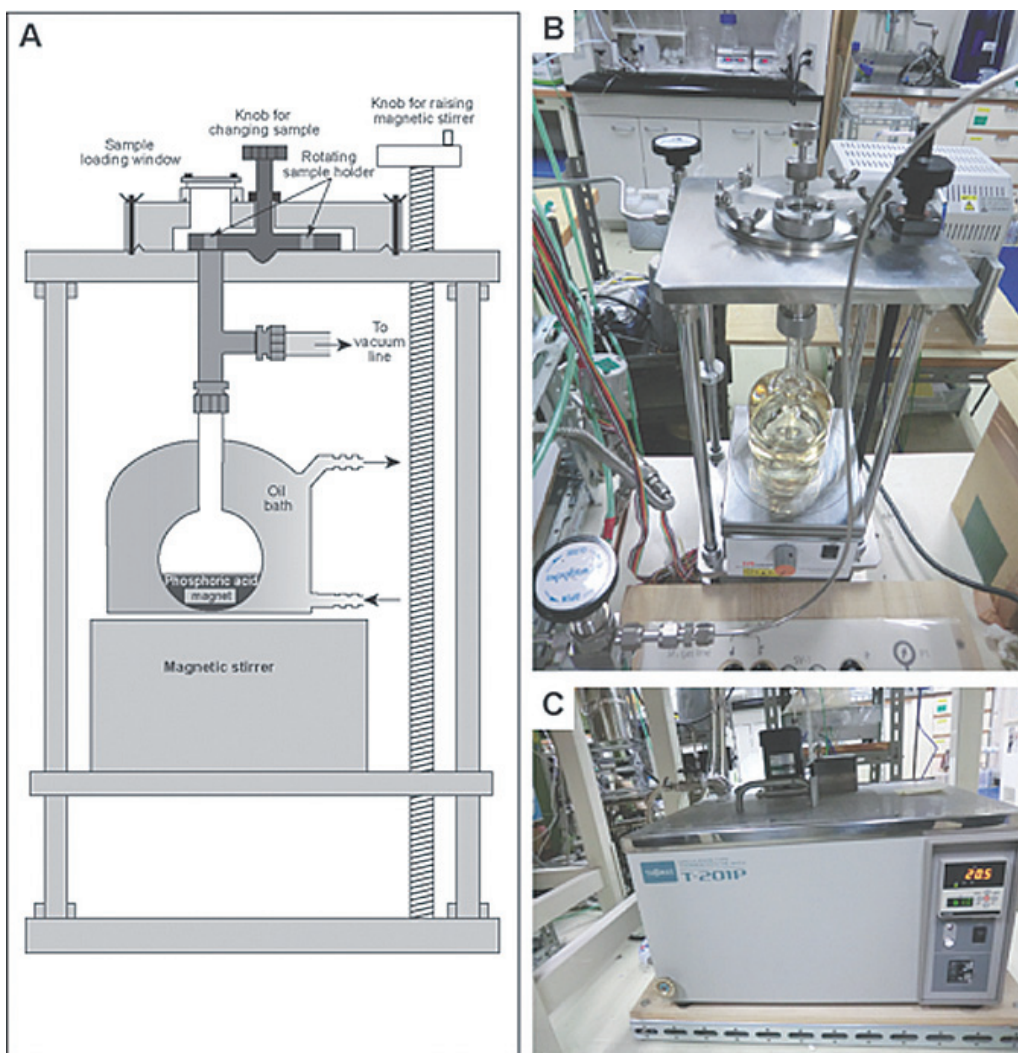 A
Knob for raising
magnetic stirrer
Knob for
changing sample
Sample
loading window
Rotating
sample holder
To
vacuum
line
Oil
bath
Phosphoric acid
magnet
Magnetic stirrer
B
C
T-201P
20.5